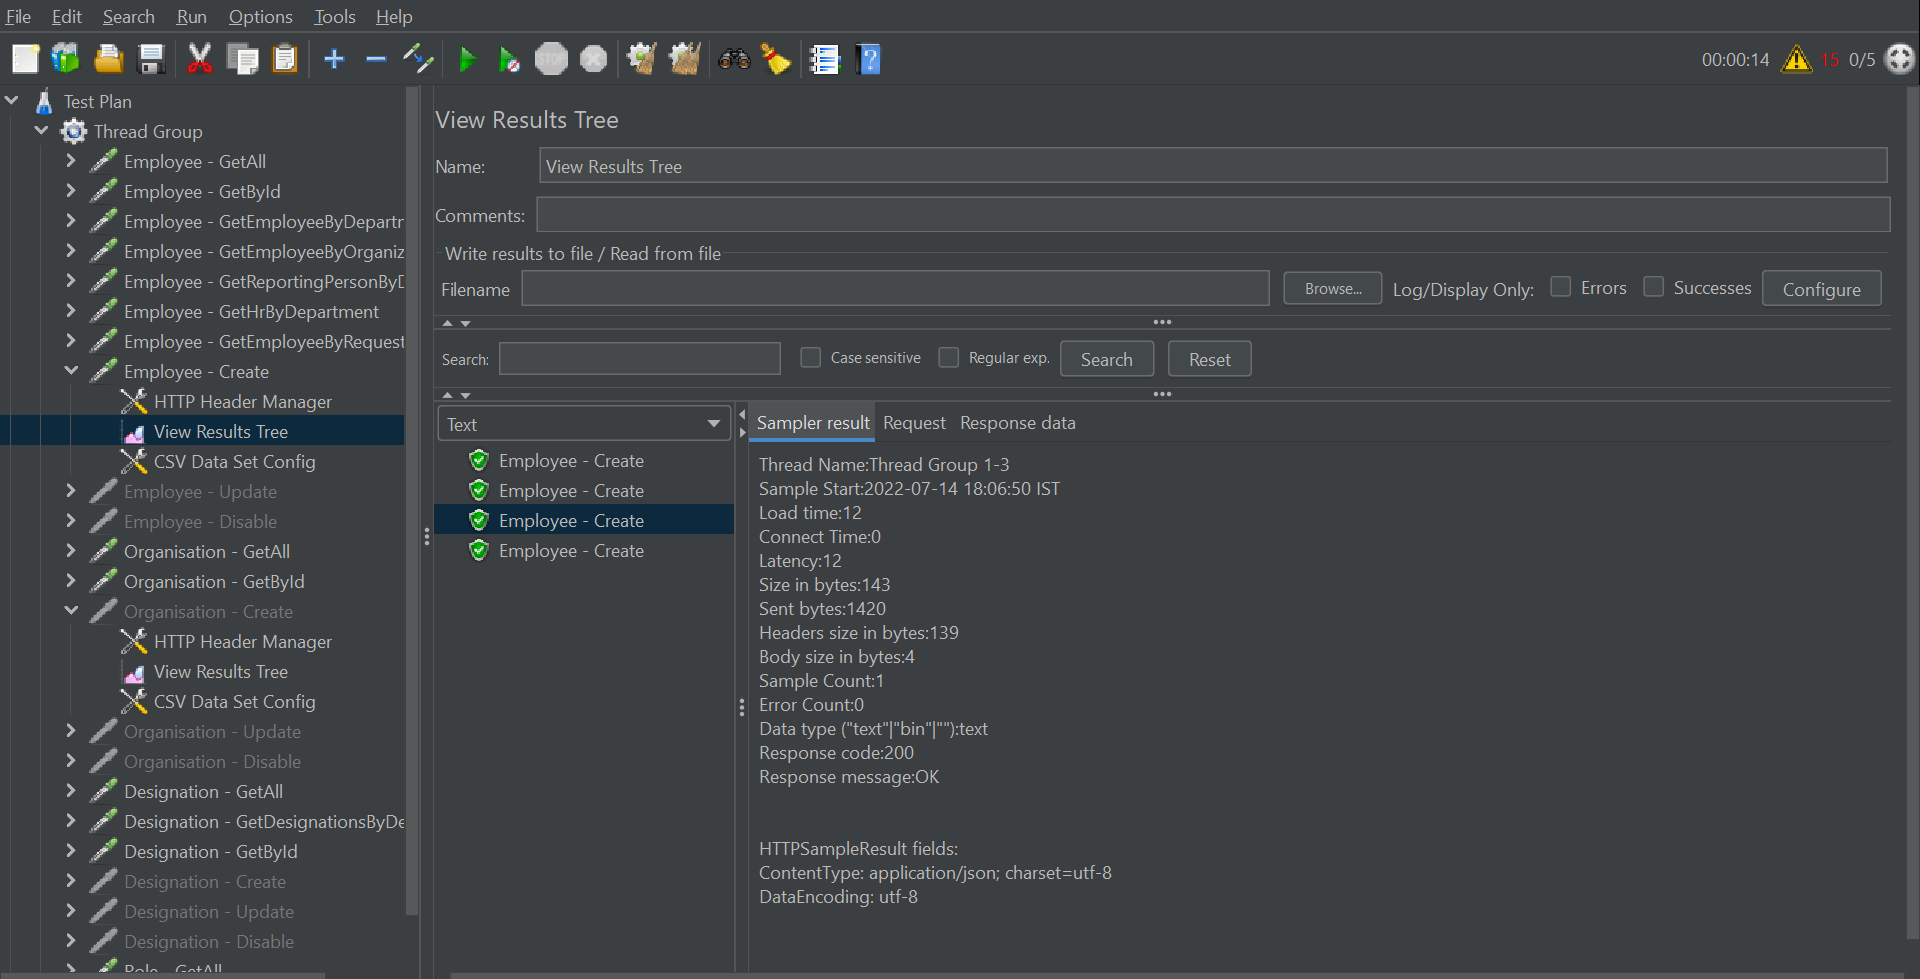 File Edit Search Run Options Tools Help
STOP
00:00:14 15 0/5
Test Plan
Thread Group
Employee - GetAll
Employee - GetById
Employee - GetEmployeeByDepartm
Employee - GetEmployeeByOrganiz
Employee - GetReportingPersonByD
Employee - GetHrByDepartment
Employee - GetEmployeeByRequest
Employee - Create
HTTP Header Manager
View Results Tree
CSV Data Set Config
Employee - Update
Employee - Disable
Organisation - GetAll
Organisation - GetById
Organisation - Create
HTTP Header Manager
View Results Tree
CSV Data Set Config
Organisation - Update
Organisation - Disable
Designation - GetAll
Designation - GetDesignationsByDe
Designation - GetById
Designation - Create
Designation - Update
Designation - Disable
Role - GetAll
View Results Tree
Name: View Results Tree
Comments:
Write results to file / Read from file
Filename Browse... Log/Display Only: Errors Successes Configure
Search: Case sensitive Regular exp. Search Reset
Text
Employee - Create
Employee - Create
Employee - Create
Employee - Create
Sampler result Request Response data
Thread Name:Thread Group 1-3
Sample Start:2022-07-14 18:06:50 IST
Load time:12
Connect Time:0
Latency:12
Size in bytes:143
Sent bytes:1420
Headers size in bytes:139
Body size in bytes:4
Sample Count:1
Error Count:0
Data type ("text"|"bin"|""):text
Response code:200
Response message:OK
HTTPSampleResult fields:
ContentType: application/json; charset=utf-8
DataEncoding: utf-8